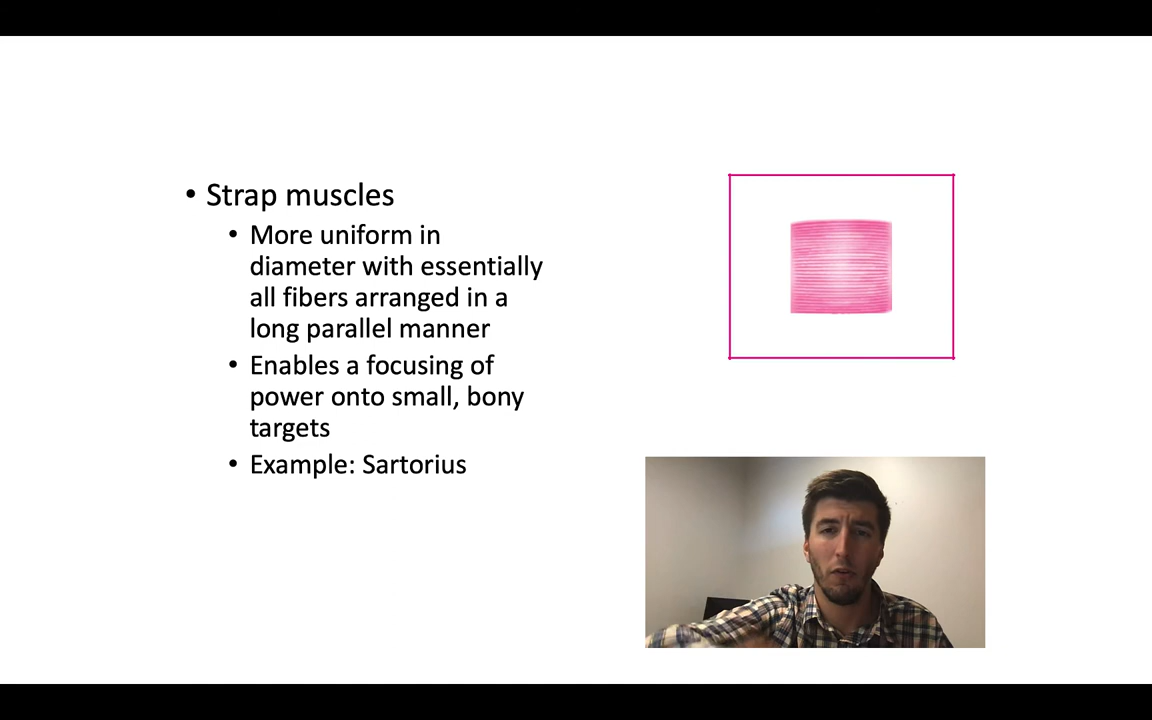 • Strap muscles
• More uniform in
diameter with essentially
all fibers arranged in a
long parallel manner
• Enables a focusing of
power onto small, bony
targets
• Example: Sartorius